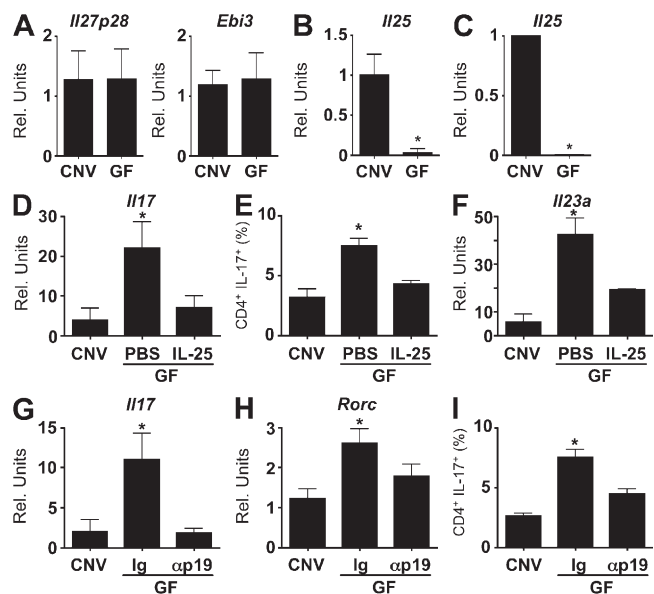 A Il27p28 Ebi3 B Il25 C Il25
Rel. Units 2 1 0 CNV GF
2 1 0 CNV GF
Rel. Units 1.5 1 0.5 0 CNV GF *
Rel. Units 1 0.5 0 CNV GF *
D Il17 E F Il23a
Rel. Units 30 20 10 0 * CNV PBS IL-25
GF
CD4+ IL-17+ (%) 10 5 0 * CNV PBS IL-25
GF
Rel. Units 50 30 10 0 * CNV PBS IL-25
GF
G Il17 H Rorc I
Rel. Units 15 10 5 0 * CNV Ig αp19
GF
Rel. Units 3 2 1 0 * CNV Ig αp19
GF
CD4+ IL-17+ (%) 10 5 0 * CNV Ig αp19
GF